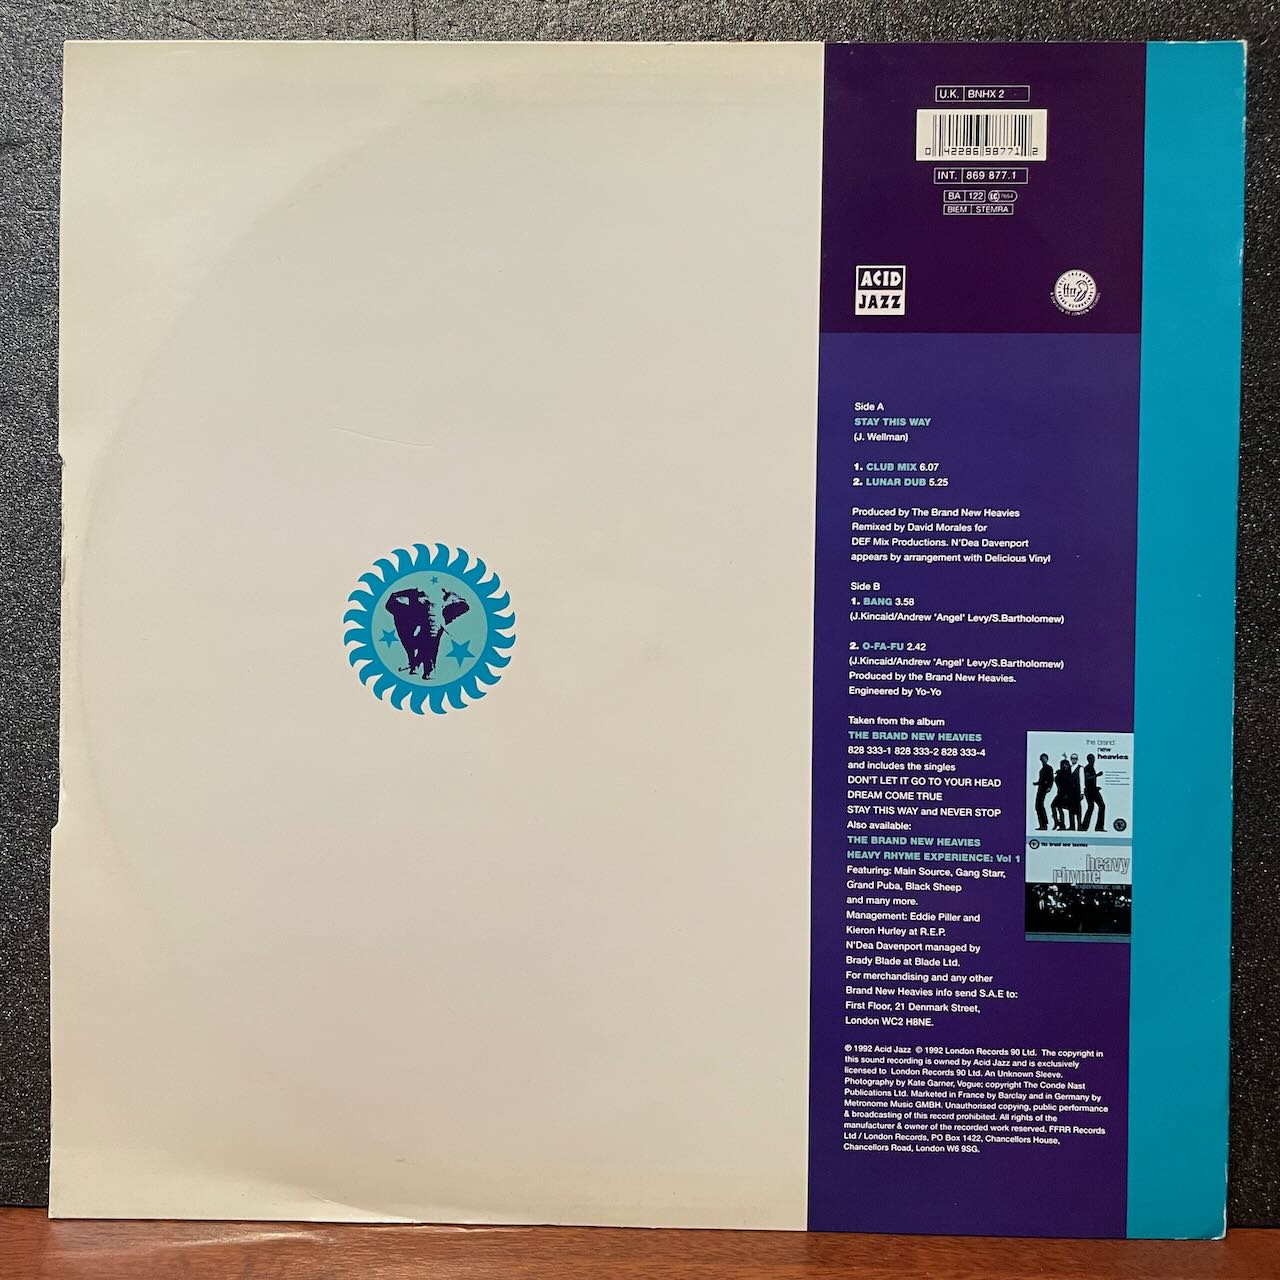 U.K. BNHX 2
0 42286 98771 2
INT. 869 877.1
BA 122 LC 7654
BIEM STEMRA
ACID
JAZZ
ffrr
Side A
STAY THIS WAY
(J. Wellman)
1. CLUB MIX 6.07
2. LUNAR DUB 5.25
Produced by The Brand New Heavies
Remixed by David Morales for
DEF Mix Productions. N'Dea Davenport
appears by arrangement with Delicious Vinyl
Side B
1. BANG 3.58
(J.Kincaid/Andrew 'Angel' Levy/S.Bartholomew)
2. O-FA-FU 2.42
(J.Kincaid/Andrew 'Angel' Levy/S.Bartholomew)
Produced by the Brand New Heavies.
Engineered by Yo-Yo
Taken from the album
THE BRAND NEW HEAVIES
828 333-1 828 333-2 828 333-4
and includes the singles
DON'T LET IT GO TO YOUR HEAD
DREAM COME TRUE
STAY THIS WAY and NEVER STOP
Also available:
THE BRAND NEW HEAVIES
HEAVY RHYME EXPERIENCE: Vol 1
Featuring: Main Source, Gang Starr,
Grand Puba, Black Sheep
and many more.
Management: Eddie Piller and
Kieron Hurley at R.E.P.
N'Dea Davenport managed by
Brady Blade at Blade Ltd.
For merchandising and any other
Brand New Heavies info send S.A.E to:
First Floor, 21 Denmark Street,
London WC2 H8NE.
the brand
new
heavies
the brand new heavies
heavy
rhyme
experience: vol. 1
℗ 1992 Acid Jazz © 1992 London Records 90 Ltd. The copyright in
this sound recording is owned by Acid Jazz and is exclusively
licensed to London Records 90 Ltd. An Unknown Sleeve.
Photography by Kate Garner, Vogue; copyright The Conde Nast
Publications Ltd. Marketed in France by Barclay and in Germany by
Metronome Music GMBH. Unauthorised copying, public performance
& broadcasting of this record prohibited. All rights of the
manufacturer & owner of the recorded work reserved. FFRR Records
Ltd / London Records, PO Box 1422, Chancellors House,
Chancellors Road, London W6 9SG.